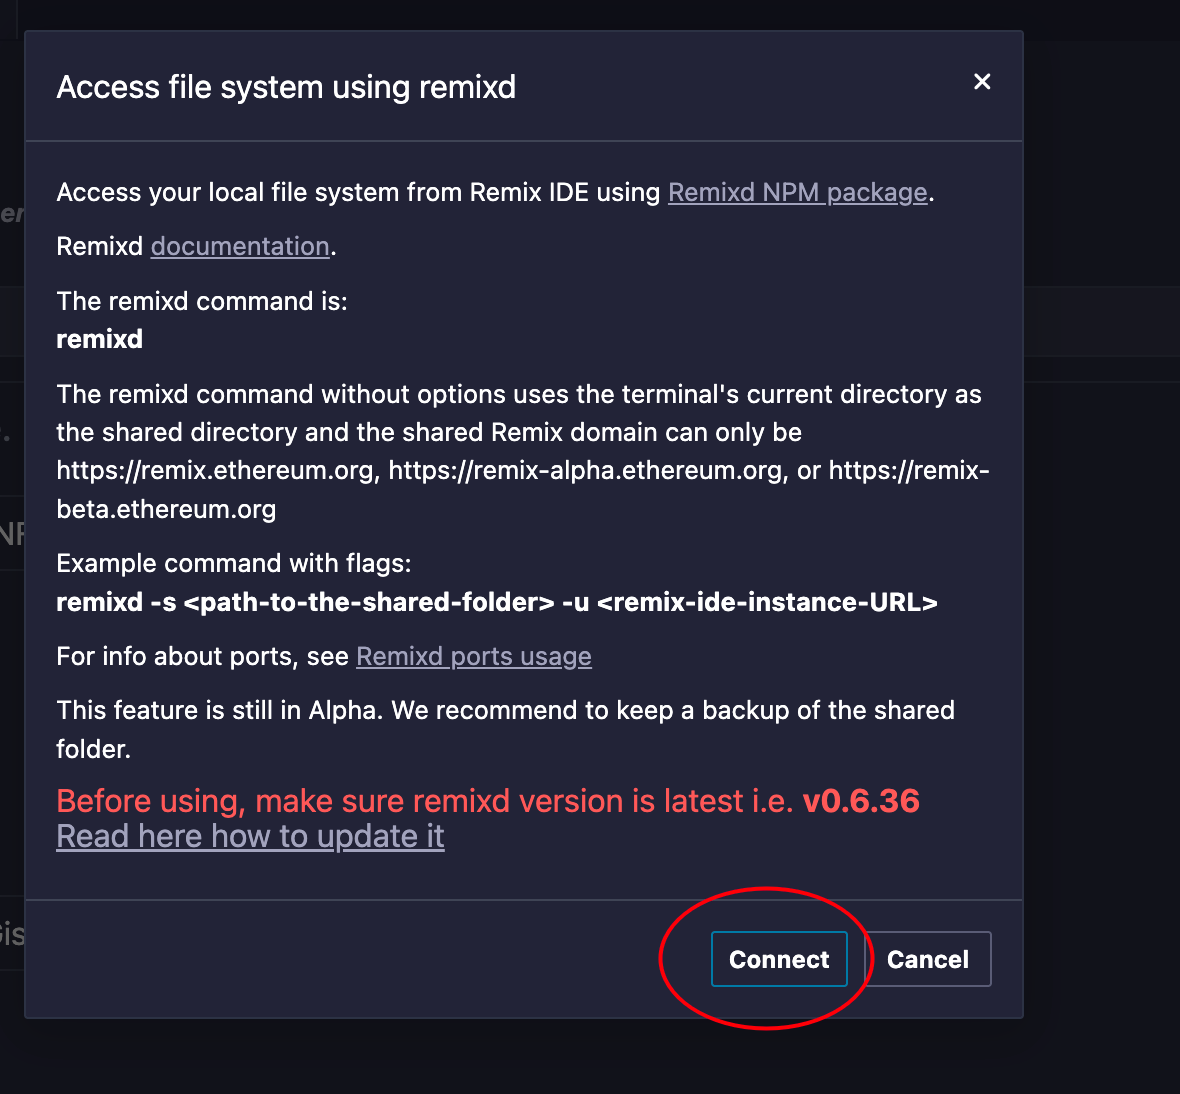 Access file system using remixd
Access your local file system from Remix IDE using Remixd NPM package.
Remixd documentation.
The remixd command is:
remixd
The remixd command without options uses the terminal's current directory as
the shared directory and the shared Remix domain can only be
https://remix.ethereum.org, https://remix-alpha.ethereum.org, or https://remix-
beta.ethereum.org
Example command with flags:
remixd -s <path-to-the-shared-folder> -u <remix-ide-instance-URL>
For info about ports, see Remixd ports usage
This feature is still in Alpha. We recommend to keep a backup of the shared
folder.
Before using, make sure remixd version is latest i.e. v0.6.36
Read here how to update it
Connect Cancel